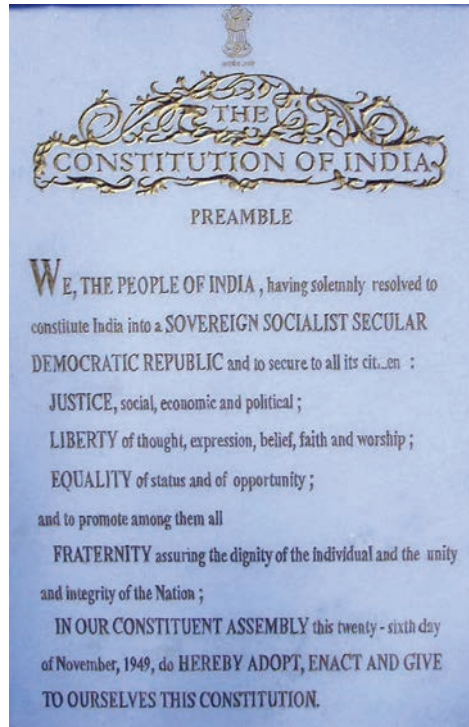 THE
CONSTITUTION OF INDIA
PREAMBLE
WE, THE PEOPLE OF INDIA , having solemnly resolved to
constitute India into a SOVEREIGN SOCIALIST SECULAR
DEMOCRATIC REPUBLIC and to secure to all its
JUSTICE, social, economic and political ;
LIBERTY of thought, expression, belief, faith and worship ;
EQUALITY of status and of opportunity ;
and to promote among them all
FRATERNITY assuring the dignity of the individual and the unity
and integrity of the Nation ;
IN OUR CONSTITUENT ASSEMBLY this twenty - sixth day
of November, 1949, do HEREBY ADOPT, ENACT AND GIVE
TO OURSELVES THIS CONSTITUTION.